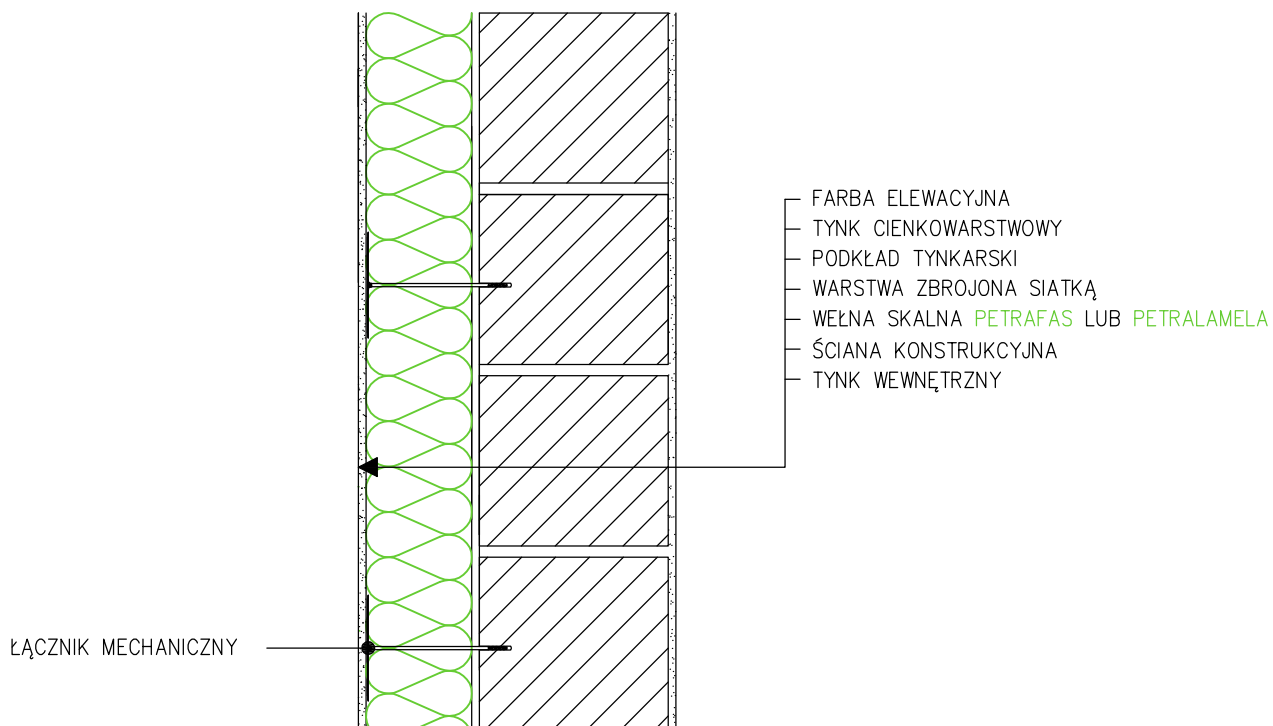 FARBA ELEWACYJNA
TYNK CIENKOWARSTWOWY
PODKŁAD TYNKARSKI
WARSTWA ZBROJONA SIATKĄ
WEŁNA SKALNA PETRAFAS LUB PETRALAMELA
ŚCIANA KONSTRUKCYJNA
TYNK WEWNĘTRZNY
ŁĄCZNIK MECHANICZNY